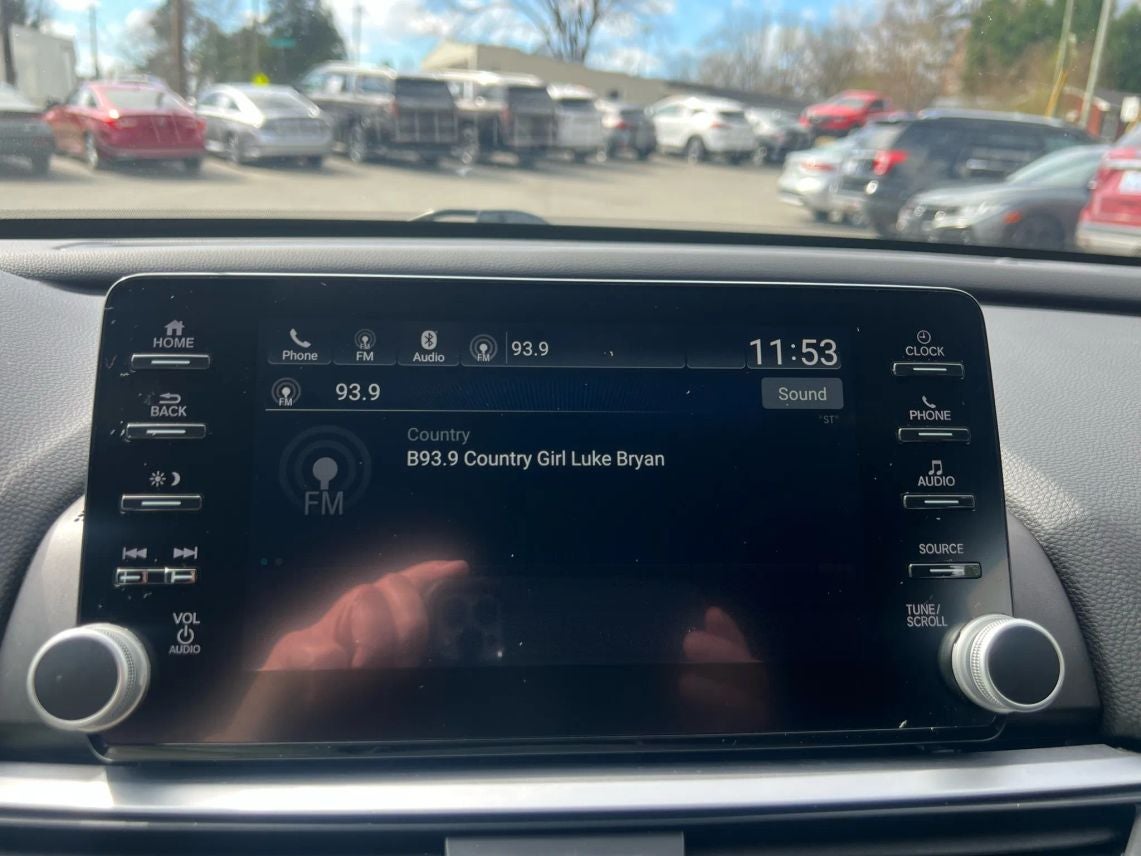 HOME
BACK
VOL
AUDIO
Phone
FM
FM
Audio
FM
93.9
11:53
FM
93.9
Sound
"ST"
Country
B93.9 Country Girl Luke Bryan
FM
CLOCK
PHONE
AUDIO
SOURCE
TUNE/
SCROLL